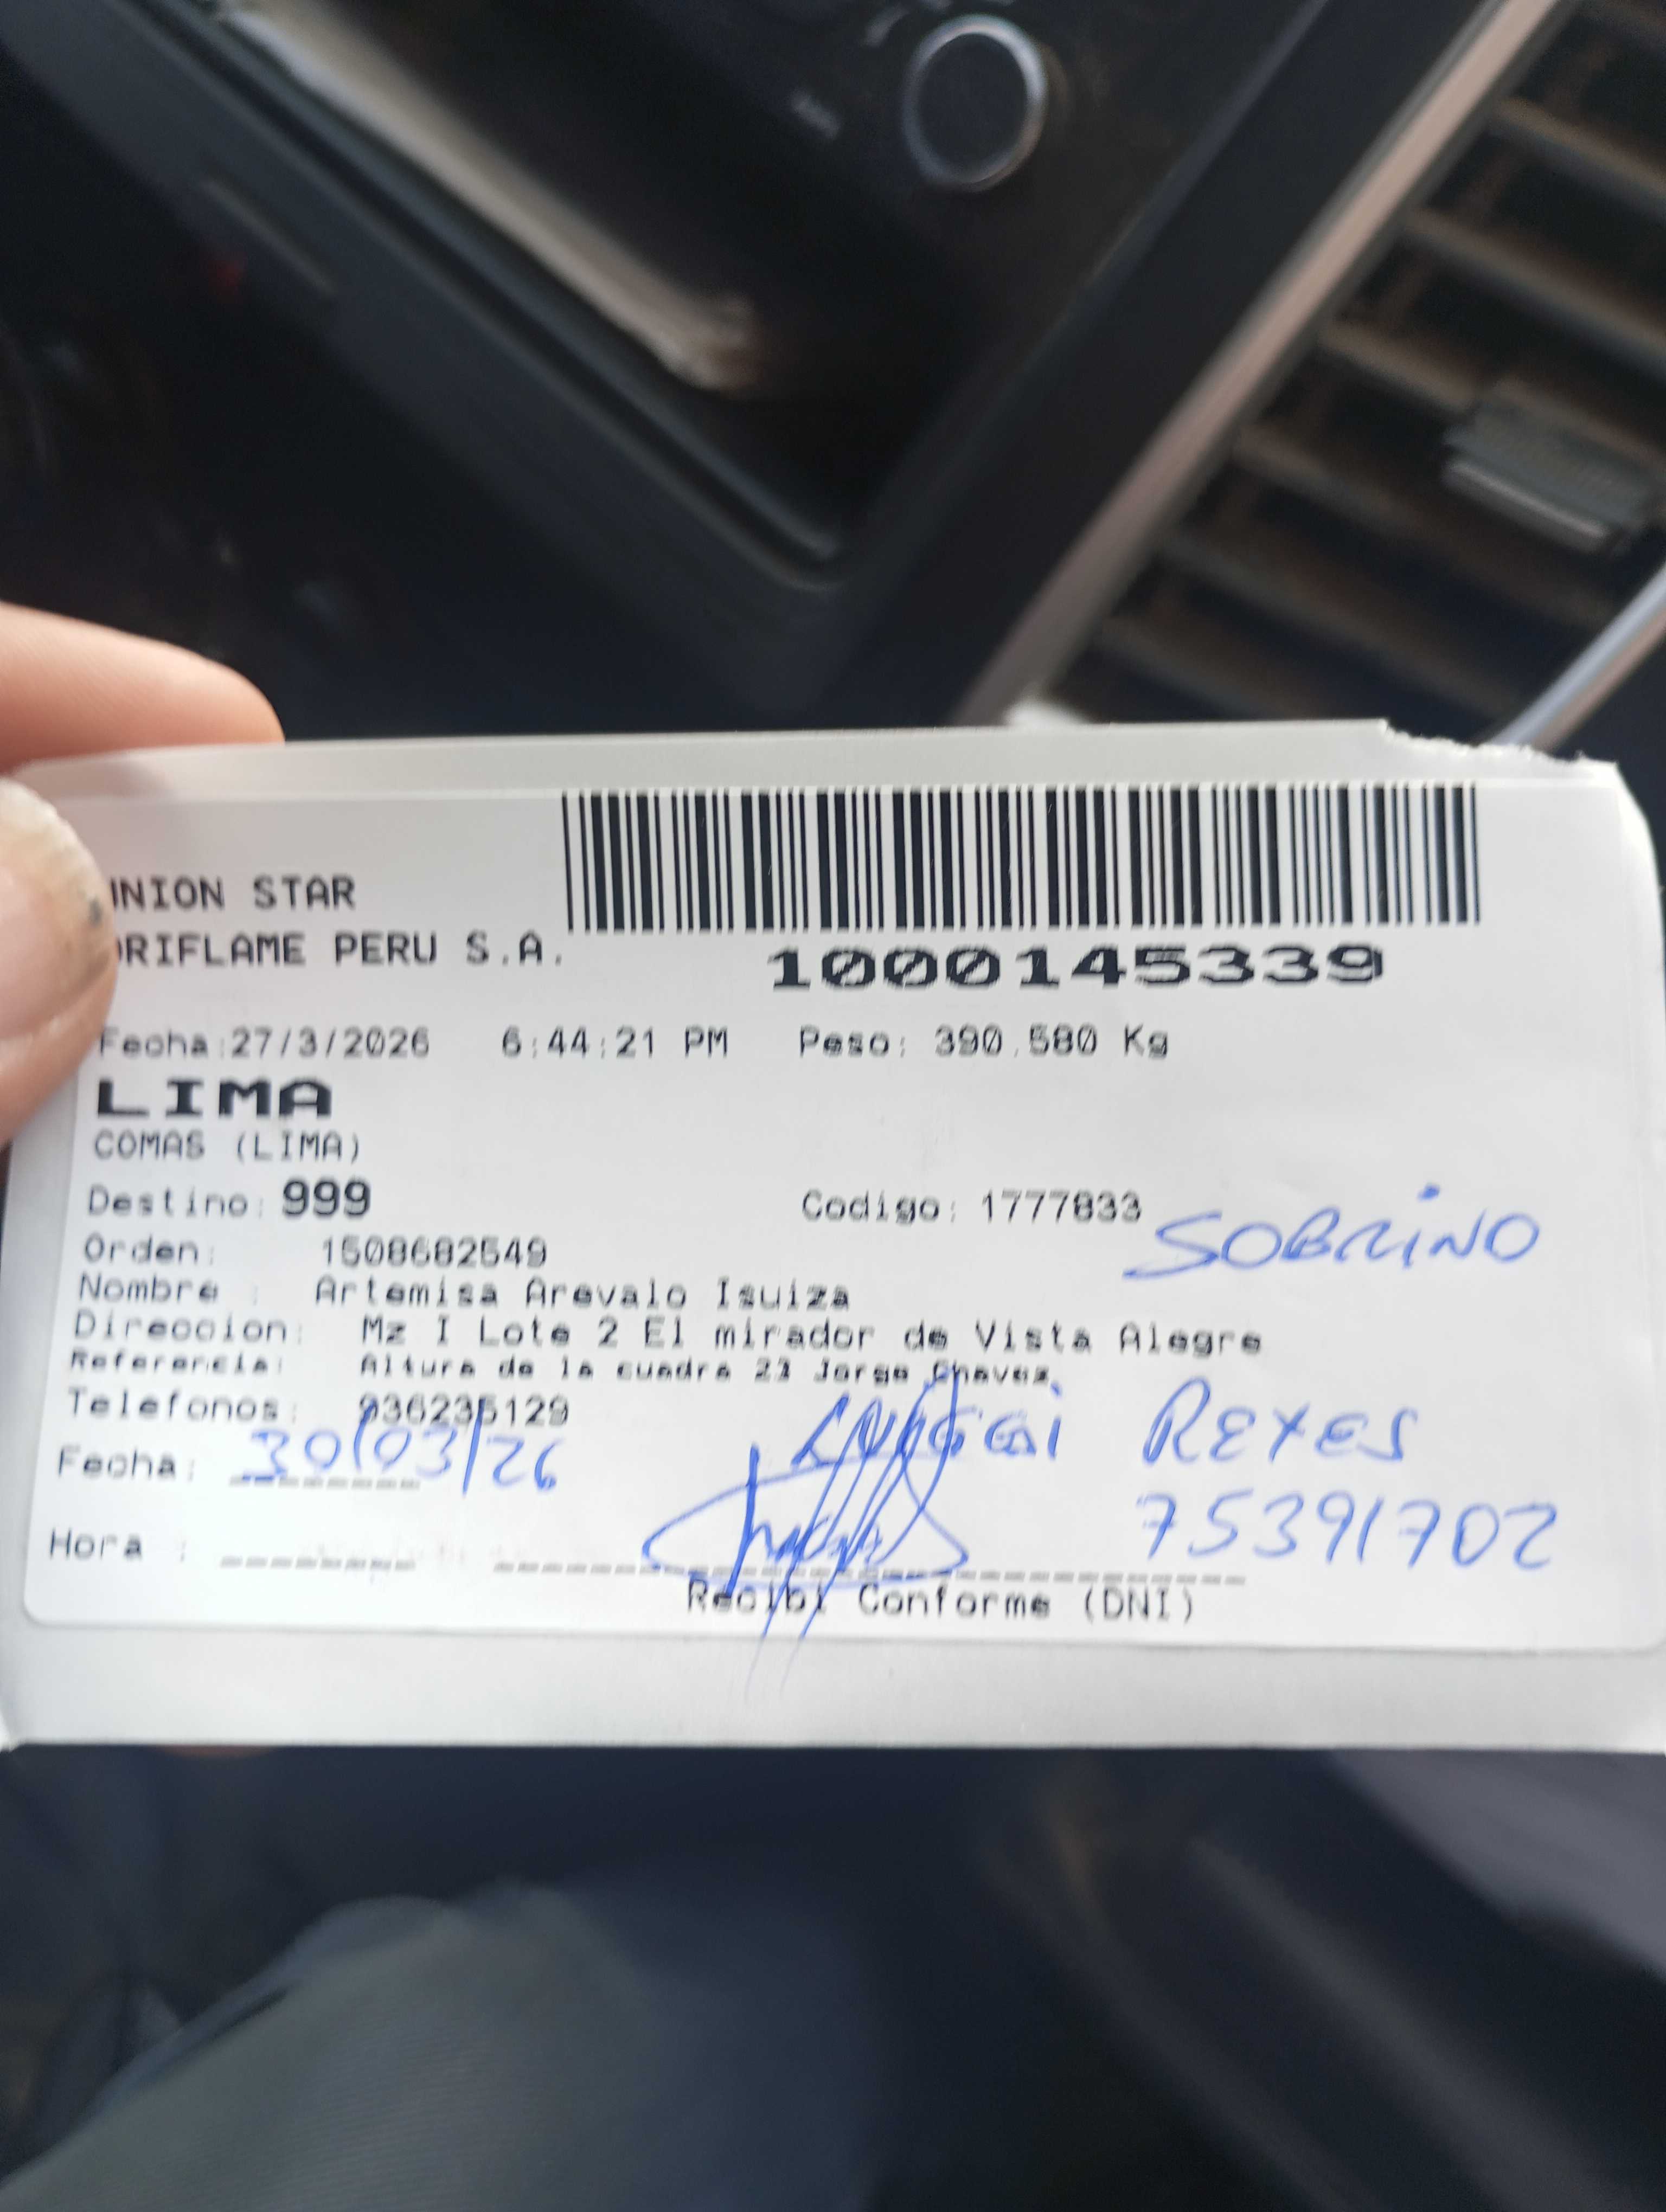 UNION STAR
ORIFLAME PERU S.A.
1000145339
Fecha:27/3/2026 6:44:21 PM Peso: 390.580 Kg
LIMA
COMAS (LIMA)
Destino: 999 Codigo: 1777833
SOBRINO
Orden: 1508682549
Nombre : Artemisa Arevalo Isuiza
Direccion: Mz I Lote 2 El mirador de Vista Alegre
Referencia: Altura de la cuadra 23 Jorge Chavez
Telefonos: 936235129
REYES
Fecha: 30/03/26
75391702
Hora :
Recibi Conforme (DNI)